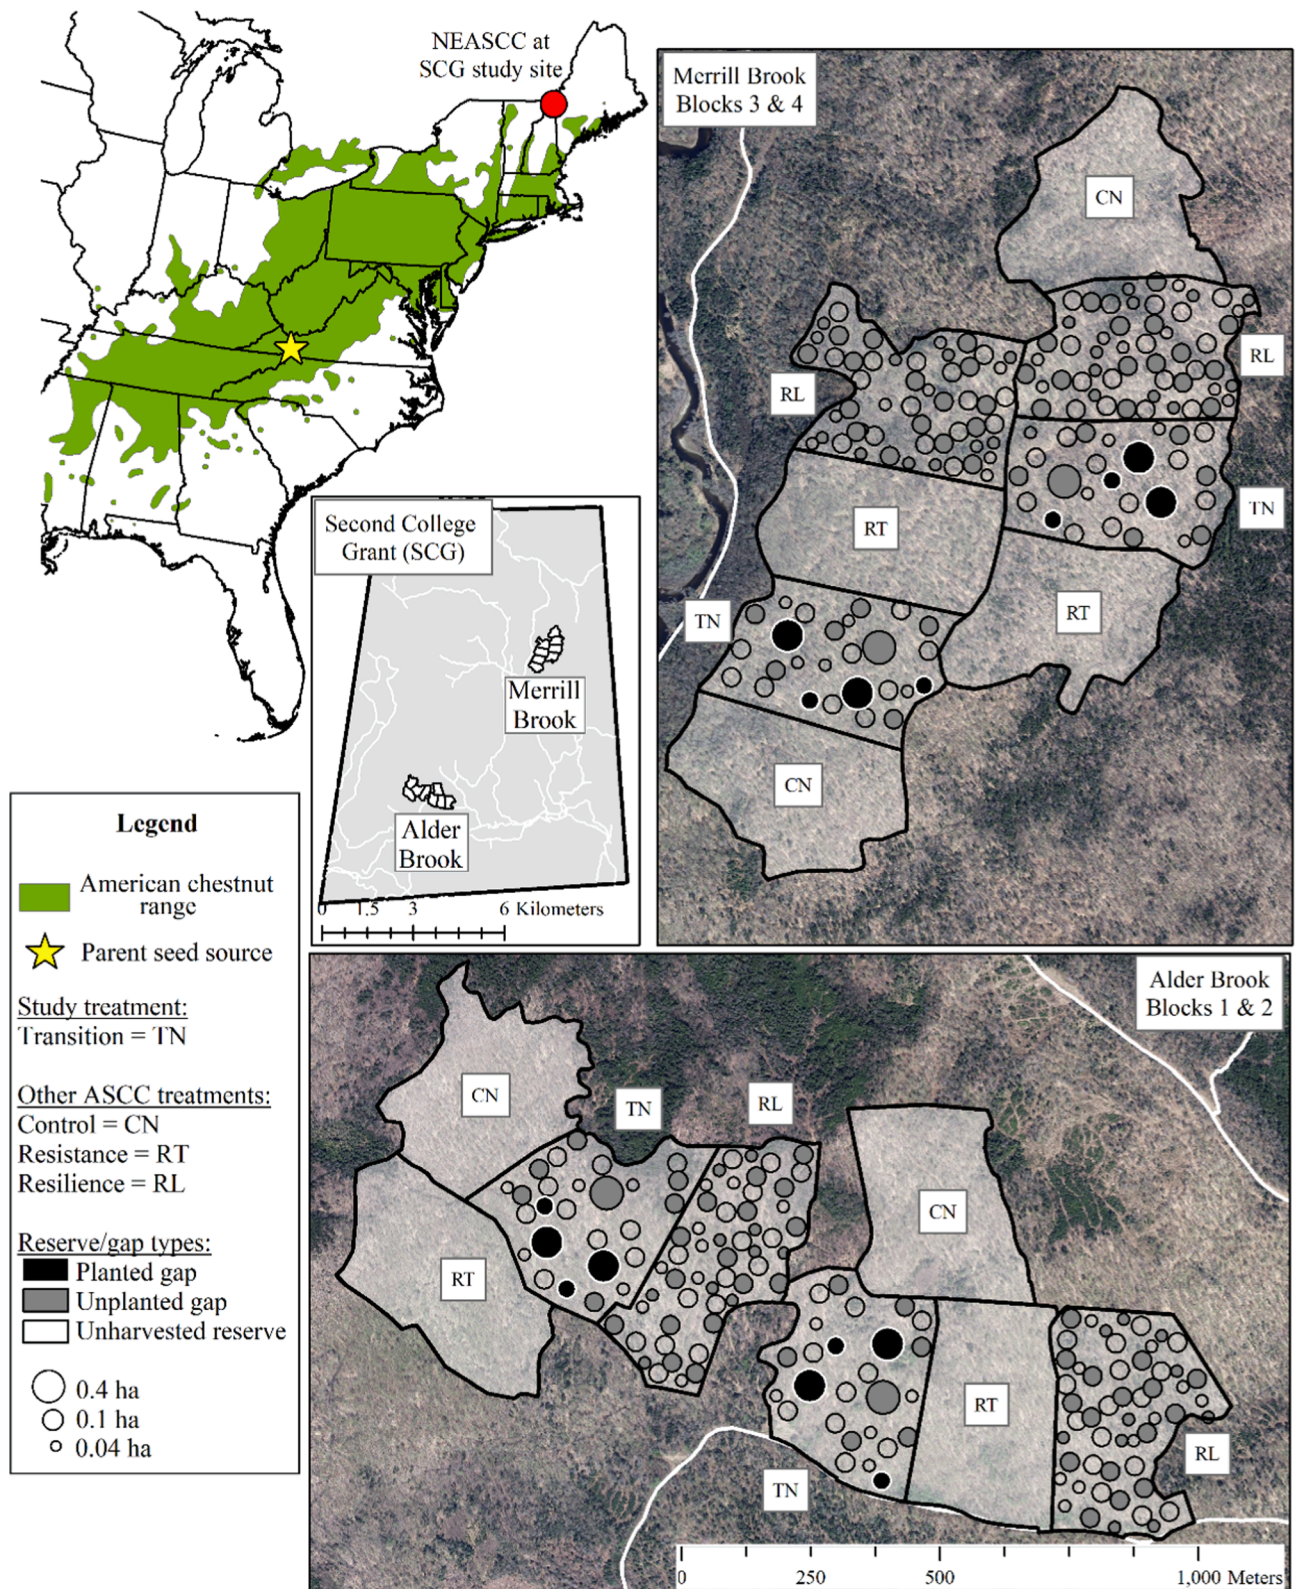 NEASCC at
SCG study site
Merrill Brook
Blocks 3 & 4
CN
RL
RL
RT
TN
TN
RT
CN
Second College
Grant (SCG)
Merrill
Brook
Alder
Brook
0 1.5 3 6 Kilometers
Legend
American chestnut
range
Parent seed source
Study treatment:
Transition = TN
Other ASCC treatments:
Control = CN
Resistance = RT
Resilience = RL
Reserve/gap types:
Planted gap
Unplanted gap
Unharvested reserve
0.4 ha
0.1 ha
0.04 ha
Alder Brook
Blocks 1 & 2
CN
TN
RL
RT
CN
RT
RL
TN
0 250 500 1,000 Meters